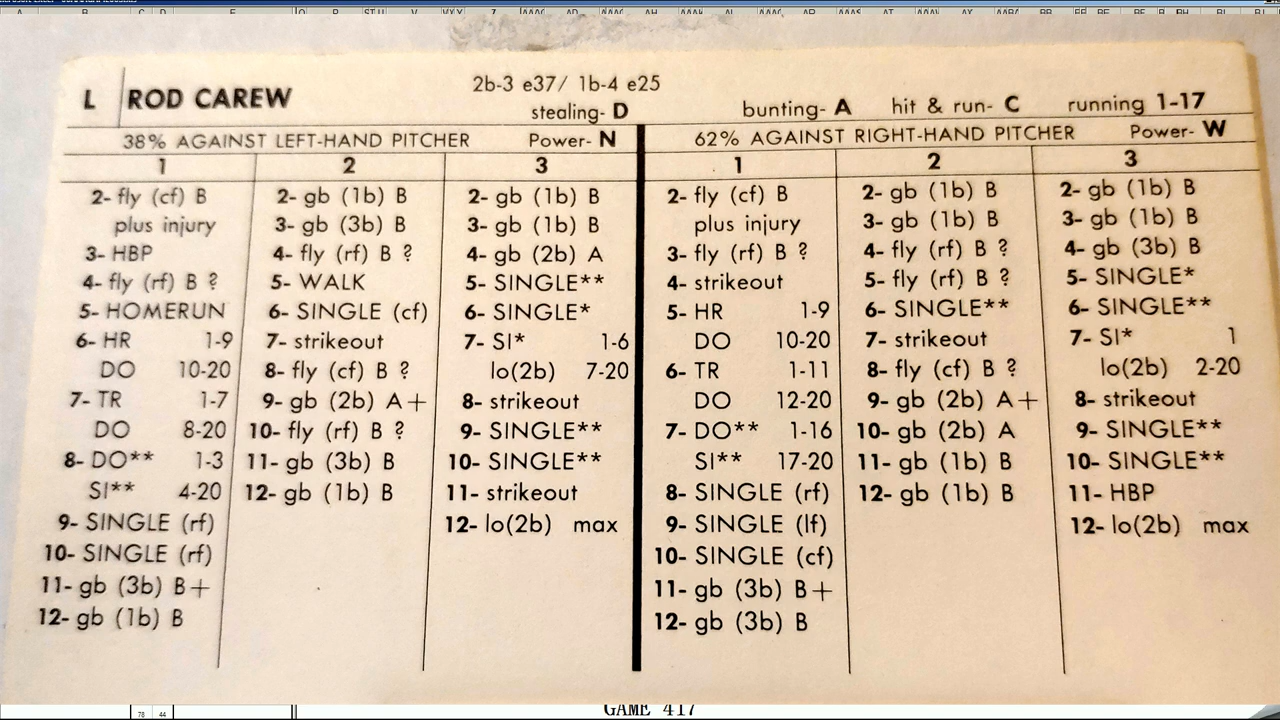 L ROD CAREW
2b-3 e37/ 1b-4 e25
stealing- D
bunting- A hit & run- C running 1-17
38% AGAINST LEFT-HAND PITCHER Power- N
1 2 3
2- fly (cf) B
plus injury
3- HBP
4- fly (rf) B ?
5- HOMERUN
6- HR 1-9
DO 10-20
7- TR 1-7
DO 8-20
8- DO** 1-3
SI** 4-20
9- SINGLE (rf)
10- SINGLE (rf)
11- gb (3b) B+
12- gb (1b) B
2- gb (1b) B
3- gb (3b) B
4- fly (rf) B ?
5- WALK
6- SINGLE (cf)
7- strikeout
8- fly (cf) B ?
9- gb (2b) A+
10- fly (rf) B ?
11- gb (3b) B
12- gb (1b) B
2- gb (1b) B
3- gb (1b) B
4- gb (2b) A
5- SINGLE**
6- SINGLE*
7- SI* 1-6
lo(2b) 7-20
8- strikeout
9- SINGLE**
10- SINGLE**
11- strikeout
12- lo(2b) max
62% AGAINST RIGHT-HAND PITCHER Power- W
1 2 3
2- fly (cf) B
plus injury
3- fly (rf) B ?
4- strikeout
5- HR 1-9
DO 10-20
6- TR 1-11
DO 12-20
7- DO** 1-16
SI** 17-20
8- SINGLE (rf)
9- SINGLE (lf)
10- SINGLE (cf)
11- gb (3b) B+
12- gb (3b) B
2- gb (1b) B
3- gb (1b) B
4- fly (rf) B ?
5- fly (rf) B ?
6- SINGLE**
7- strikeout
8- fly (cf) B ?
9- gb (2b) A+
10- gb (2b) A
11- gb (1b) B
12- gb (1b) B
2- gb (1b) B
3- gb (1b) B
4- gb (3b) B
5- SINGLE*
6- SINGLE**
7- SI* 1
lo(2b) 2-20
8- strikeout
9- SINGLE**
10- SINGLE**
11- HBP
12- lo(2b) max
78 44
GAME 417